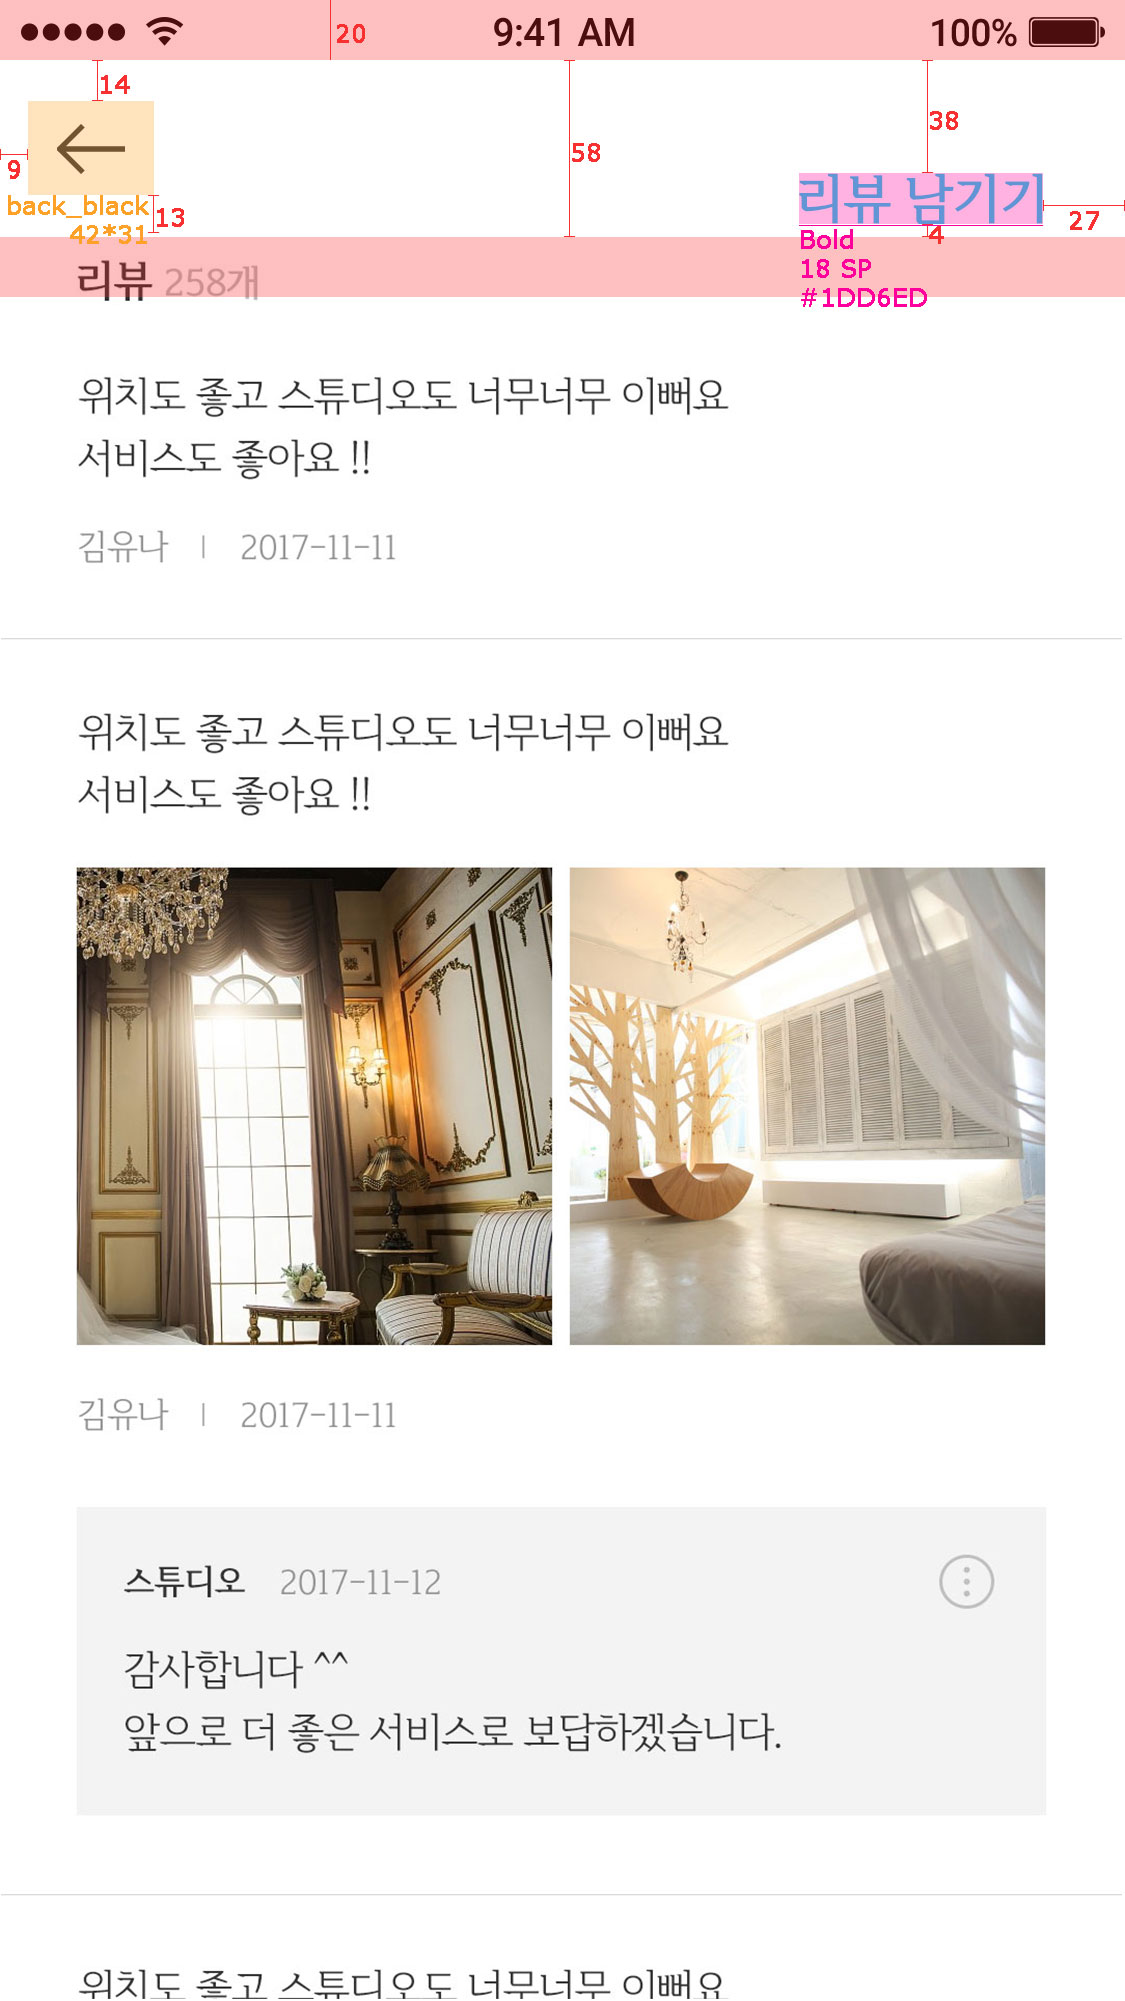 20 9:41 AM 100%
14
38
58
9
back_black
42*31
13
리뷰 남기기
27
4
Bold
18 SP
#1DD6ED
리뷰 258개
위치도 좋고 스튜디오도 너무너무 이뻐요
서비스도 좋아요 !!
김유나 | 2017-11-11
위치도 좋고 스튜디오도 너무너무 이뻐요
서비스도 좋아요 !!
김유나 | 2017-11-11
스튜디오 2017-11-12
감사합니다 ^^
앞으로 더 좋은 서비스로 보답하겠습니다.
위치도 좋고 스튜디오도 너무너무 이뻐요